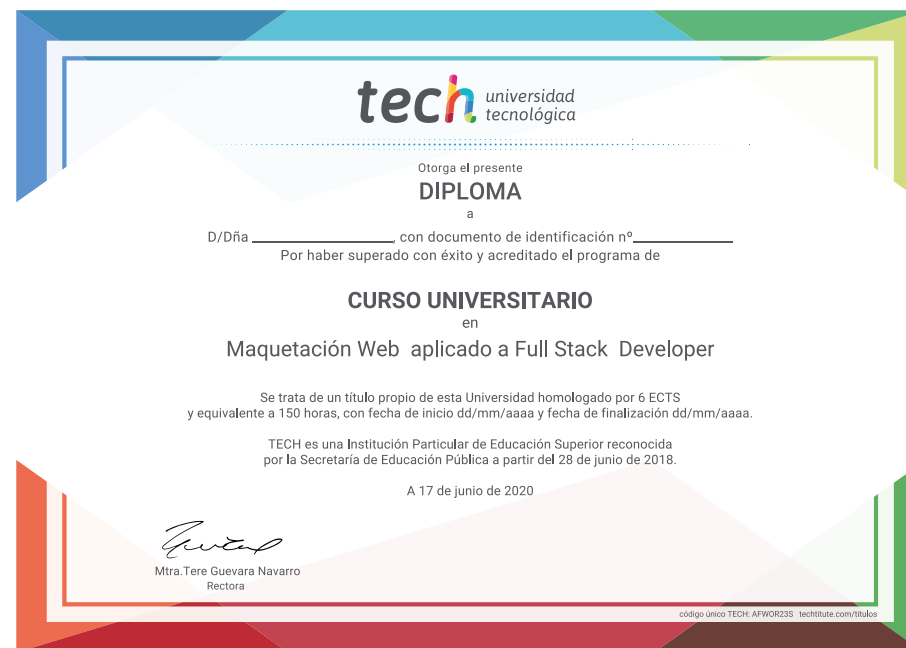 tech universidad
tecnológica
Otorga el presente
DIPLOMA
a
D/Dña ____________________, con documento de identificación nº______________
Por haber superado con éxito y acreditado el programa de
CURSO UNIVERSITARIO
en
Maquetación Web aplicado a Full Stack Developer
Se trata de un título propio de esta Universidad homologado por 6 ECTS
y equivalente a 150 horas, con fecha de inicio dd/mm/aaaa y fecha de finalización dd/mm/aaaa.
TECH es una Institución Particular de Educación Superior reconocida
por la Secretaría de Educación Pública a partir del 28 de junio de 2018.
A 17 de junio de 2020
Mtra.Tere Guevara Navarro
Rectora
código único TECH: AFWOR23S techtitute.com/titulos